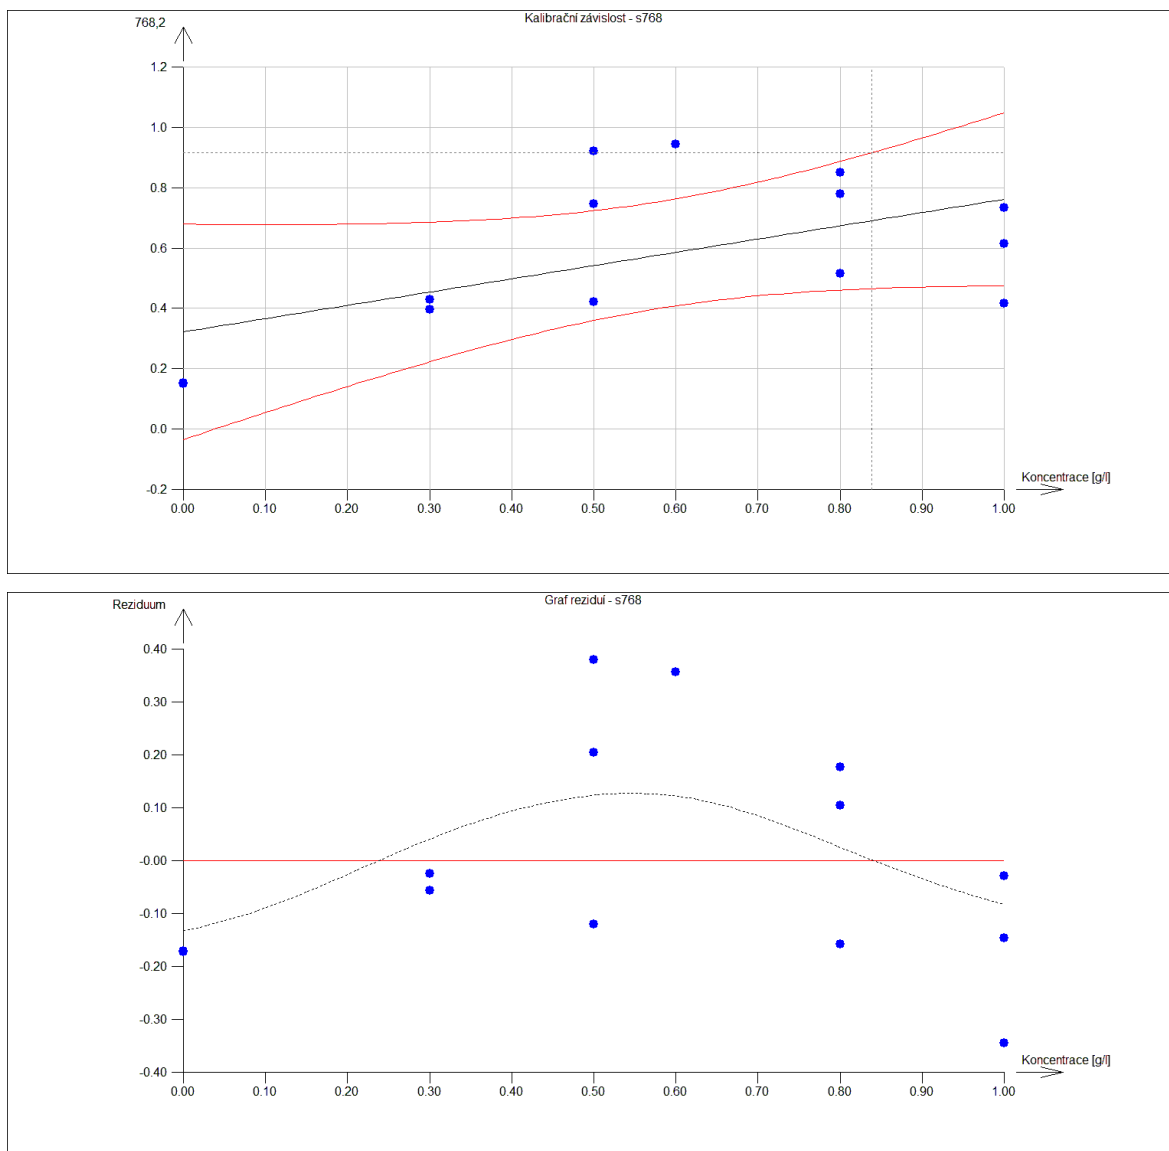 Kalibrační závislost - s768
768,2
1.2
1.0
0.8
0.6
0.4
0.2
0.0
-0.2
Koncentrace [g/l]
0.00 0.10 0.20 0.30 0.40 0.50 0.60 0.70 0.80 0.90 1.00
Graf reziduí - s768
Reziduum
0.40
0.30
0.20
0.10
-0.00
-0.10
-0.20
-0.30
-0.40
Koncentrace [g/l]
0.00 0.10 0.20 0.30 0.40 0.50 0.60 0.70 0.80 0.90 1.00